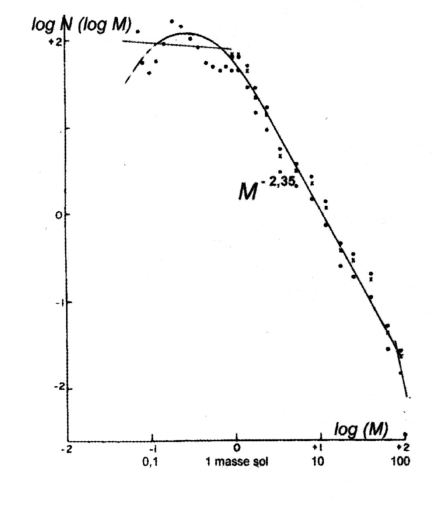 log N (log M)
+2
M -2,35
0
-1
-2
log (M)
-2 -1 0 +1 +2
0,1 1 masse sol +10 100